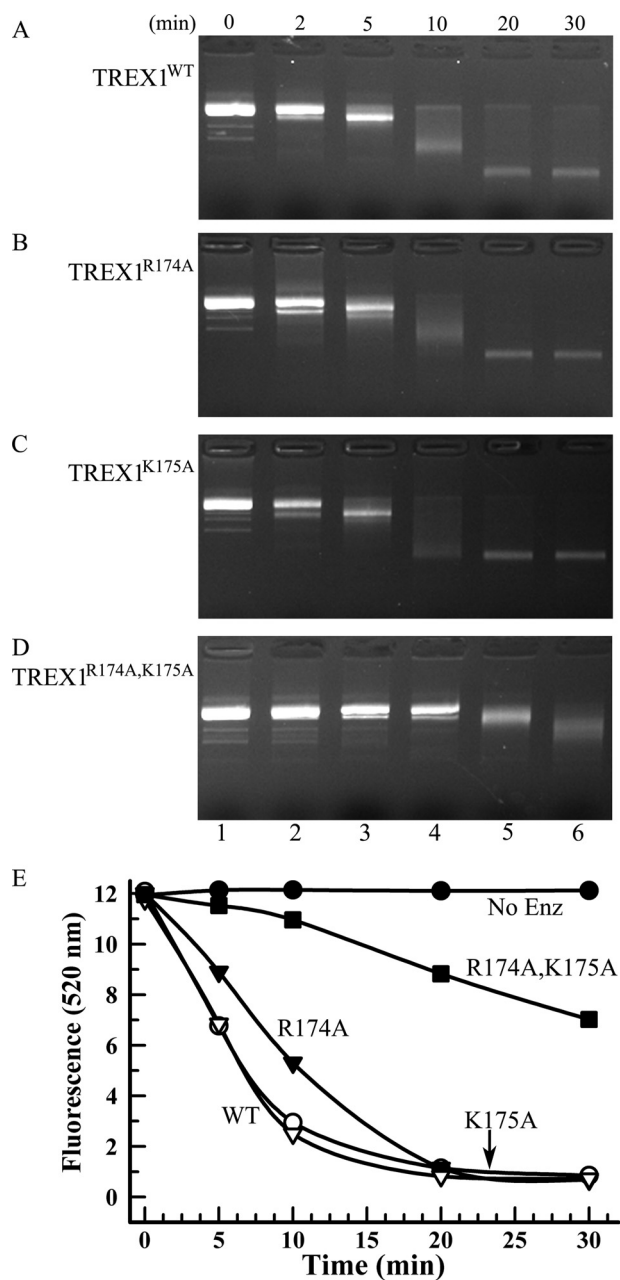 A
(min) 0 2 5 10 20 30
TREX1WT
B
TREX1R174A
C
TREX1K175A
D
TREX1R174A,K175A
1 2 3 4 5 6
E
12
10
8
6
4
2
0
Fluorescence (520 nm)
No Enz
R174A,K175A
R174A
WT
K175A
0 5 10 15 20 25 30
Time (min)